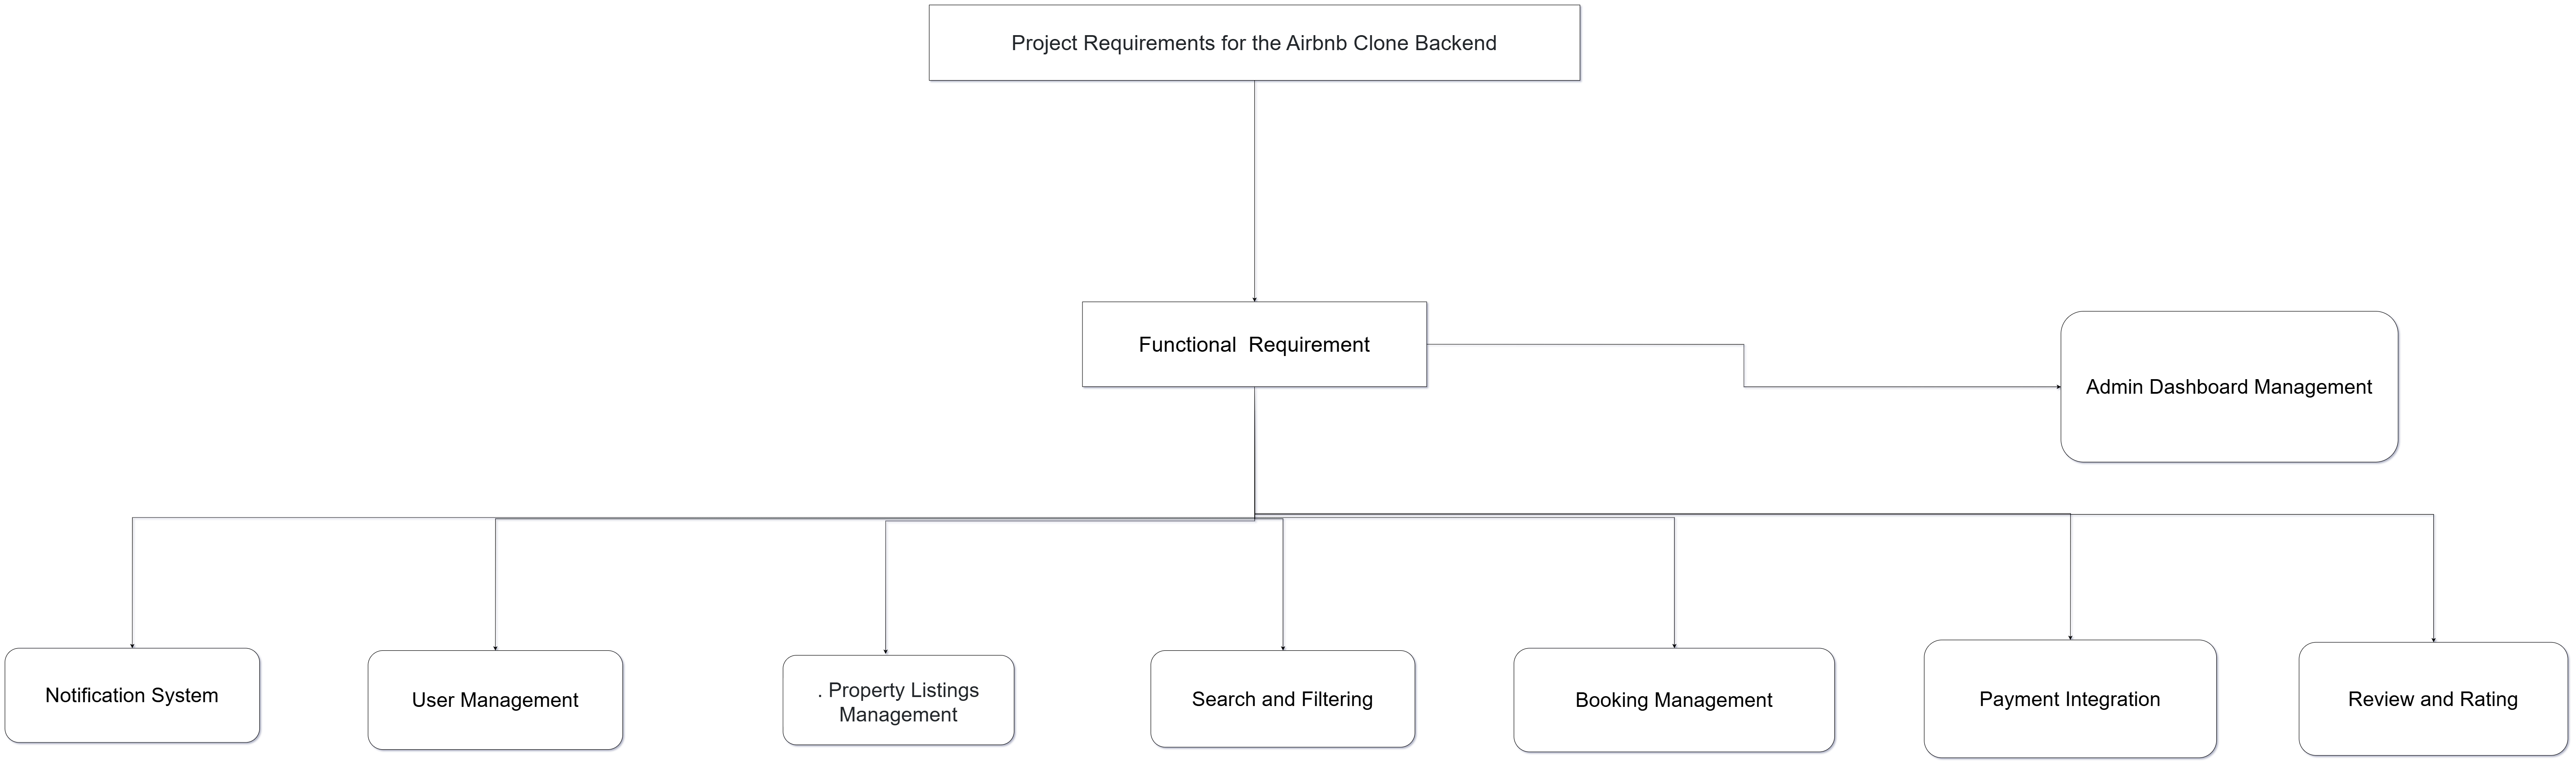 Project Requirements for the Airbnb Clone Backend
Functional  Requirement
Admin Dashboard Management
Notification System
User Management
. Property Listings
Management
Search and Filtering
Booking Management
Payment Integration
Review and Rating